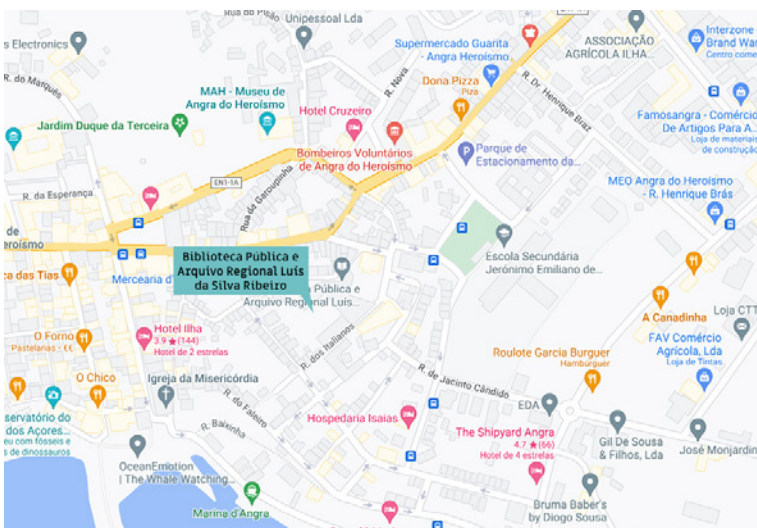 Rua do Pisão
Unipessoal Lda
s Electronics
R. do Marquês
MAH - Museu de
Angra do Heroísmo
Jardim Duque da Terceira
Hotel Cruzeiro
R. Nova
Supermercado Guarita
- Angra Heroísmo
Dona Pizza
Piza
ASSOCIAÇÃO
AGRÍCOLA ILHA...
Interzone
Brand War
Centro come
R. Dr. Henrique Braz
Famosangra - Comércio
De Artigos Para A...
Loja de materiais
de construção
Bombeiros Voluntários
de Angra do Heroísmo
Parque de
Estacionamento da...
EN1-1A
R. da Esperança
Rua da Garoupinha
MEO Angra do Heroísmo
- R. Henrique Brás
de
eroísmo
Biblioteca Pública e
Arquivo Regional Luís
da Silva Ribeiro
Pública e
Arquivo Regional Luís...
Escola Secundária
Jerónimo Emiliano de...
ca das Tias
Mercearia d
A Canadinha
Loja CTT
O Forno
Pastelarias · €€
Hotel Ilha
3.9 ★ (144)
Hotel de 2 estrelas
R. dos Italianos
FAV Comércio
Agrícola, Lda
Loja de Tintas
Roulote Garcia Burguer
Hambúrguer
O Chico
Igreja da Misericórdia
R. de Jacinto Cândido
R. do Faleiro
R. Baixinha
Hospedaria Isaias
EDA
servatório do
dos Açores...
eu com fósseis e
s de dinossauros
The Shipyard Angra
4.7 ★ (66)
Hotel de 4 estrelas
Gil De Sousa
& Filhos, Lda
José Monjardin
OceanEmotion
| The Whale Watching...
Marina d'Angra
Bruma Baber's
by Diogo Sousa